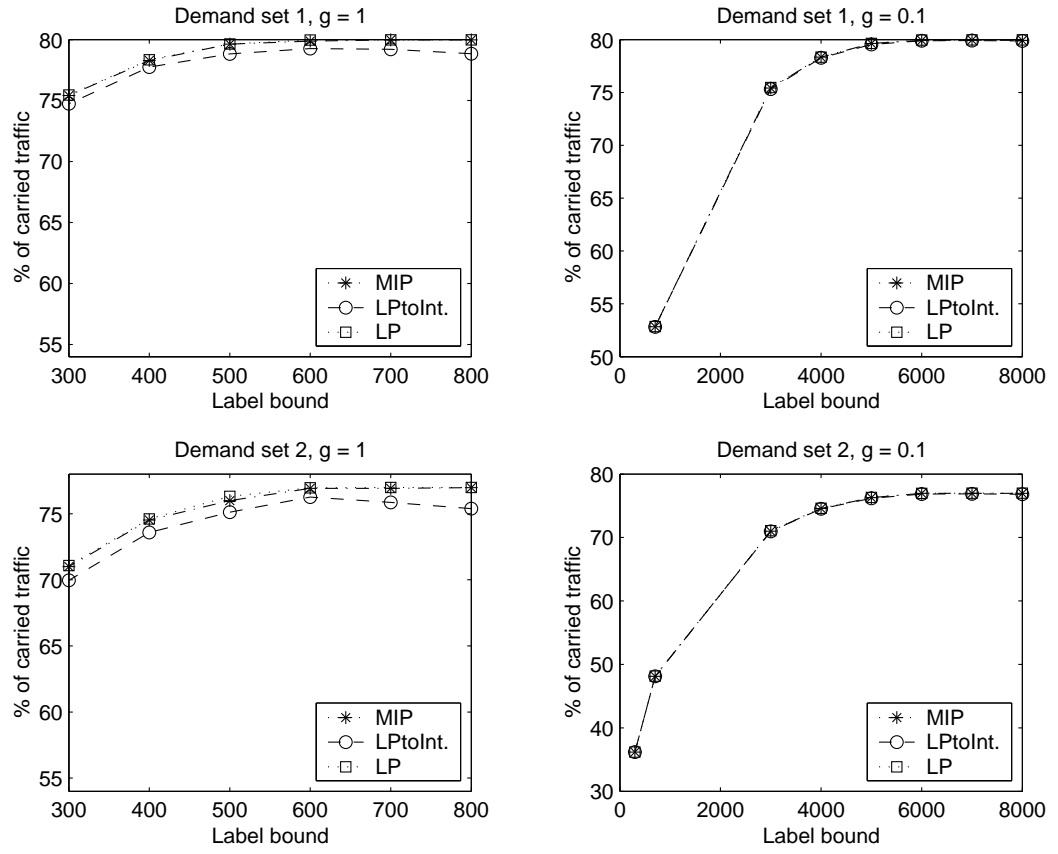 Demand set 1, g = 1
80
75
70
65
60
55
300 400 500 600 700 800
Label bound
% of carried traffic
MIP
LPtoInt.
LP
Demand set 1, g = 0.1
80
75
70
65
60
55
50
0 2000 4000 6000 8000
Label bound
% of carried traffic
MIP
LPtoInt.
LP
Demand set 2, g = 1
75
70
65
60
55
300 400 500 600 700 800
Label bound
% of carried traffic
MIP
LPtoInt.
LP
Demand set 2, g = 0.1
80
70
60
50
40
30
0 2000 4000 6000 8000
Label bound
% of carried traffic
MIP
LPtoInt.
LP